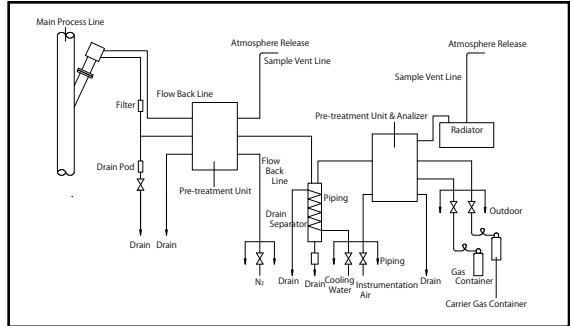 Main Process Line
Atmosphere Release
Sample Vent Line
Atmosphere Release
Sample Vent Line
Flow Back Line
Filter
Pre-treatment Unit & Analizer
Radiator
Drain Pod
Flow
Back
Line
Pre-treatment Unit
Piping
Drain
Separator
Outdoor
Drain
Drain
Piping
N2
Drain
Drain
Cooling
Water
Instrumentation
Air
Drain
Gas
Container
Carrier Gas Container